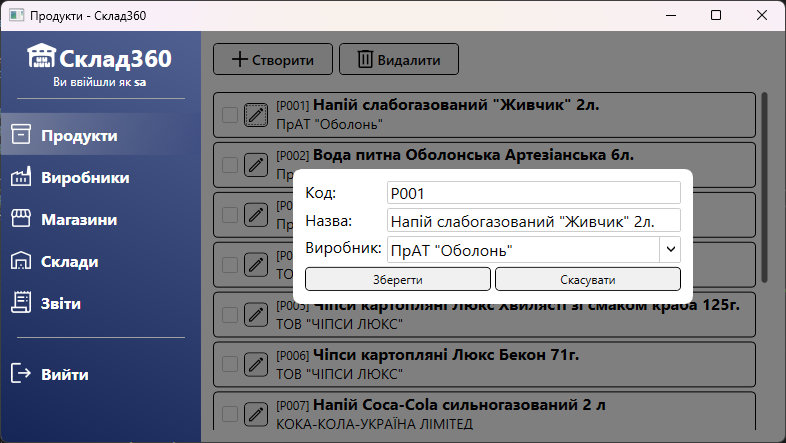 Продукти - Склад360
Склад360
Ви ввійшли як sa
Продукти
Виробники
Магазини
Склади
Звіти
Вийти
Створити
Видалити
[P001] Напій слабогазований "Живчик" 2л.
ПрАТ "Оболонь"
[P002] Вода питна Оболонська Артезіанська 6л.
Код:
P001
Назва:
Напій слабогазований "Живчик" 2л.
Виробник:
ПрАТ "Оболонь"
Зберегти
Скасувати
[P005] Чіпси картопляні Люкс Хвилясті зі смаком краба 125г.
ТОВ "ЧІПСИ ЛЮКС"
[P006] Чіпси картопляні Люкс Бекон 71г.
ТОВ "ЧІПСИ ЛЮКС"
[P007] Напій Coca-Cola сильногазований 2 л
КОКА-КОЛА-УКРАЇНА ЛІМІТЕД